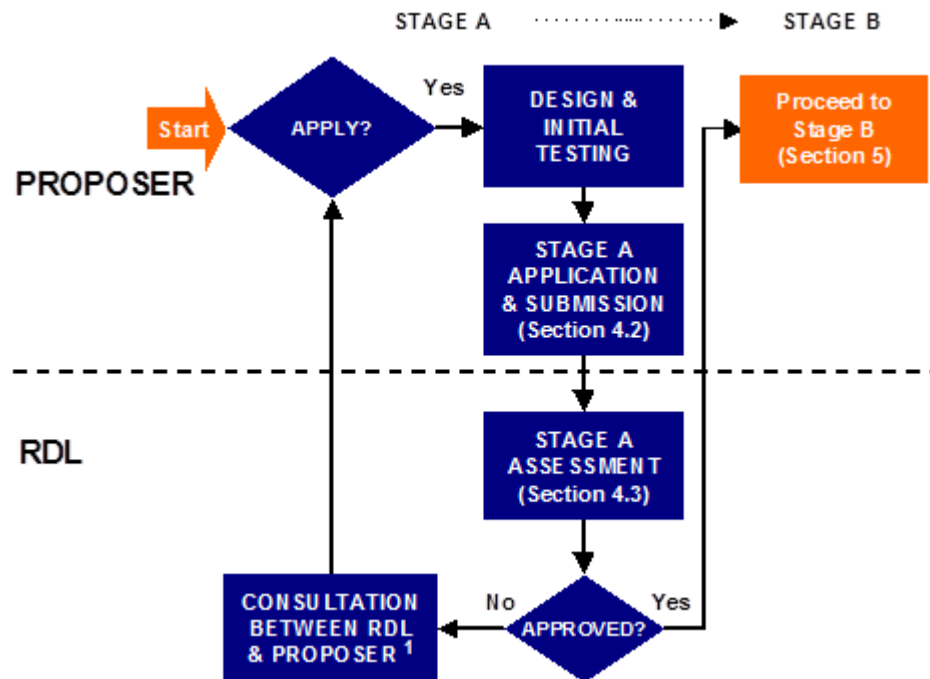 STAGE A
STAGE B
Start
APPLY?
Yes
DESIGN &
INITIAL
TESTING
Proceed to
Stage B
(Section 5)
PROPOSER
STAGE A
APPLICATION
& SUBMISSION
(Section 4.2)
RDL
STAGE A
ASSESSMENT
(Section 4.3)
CONSULTATION
BETWEEN RDL
& PROPOSER 1
No
APPROVED?
Yes